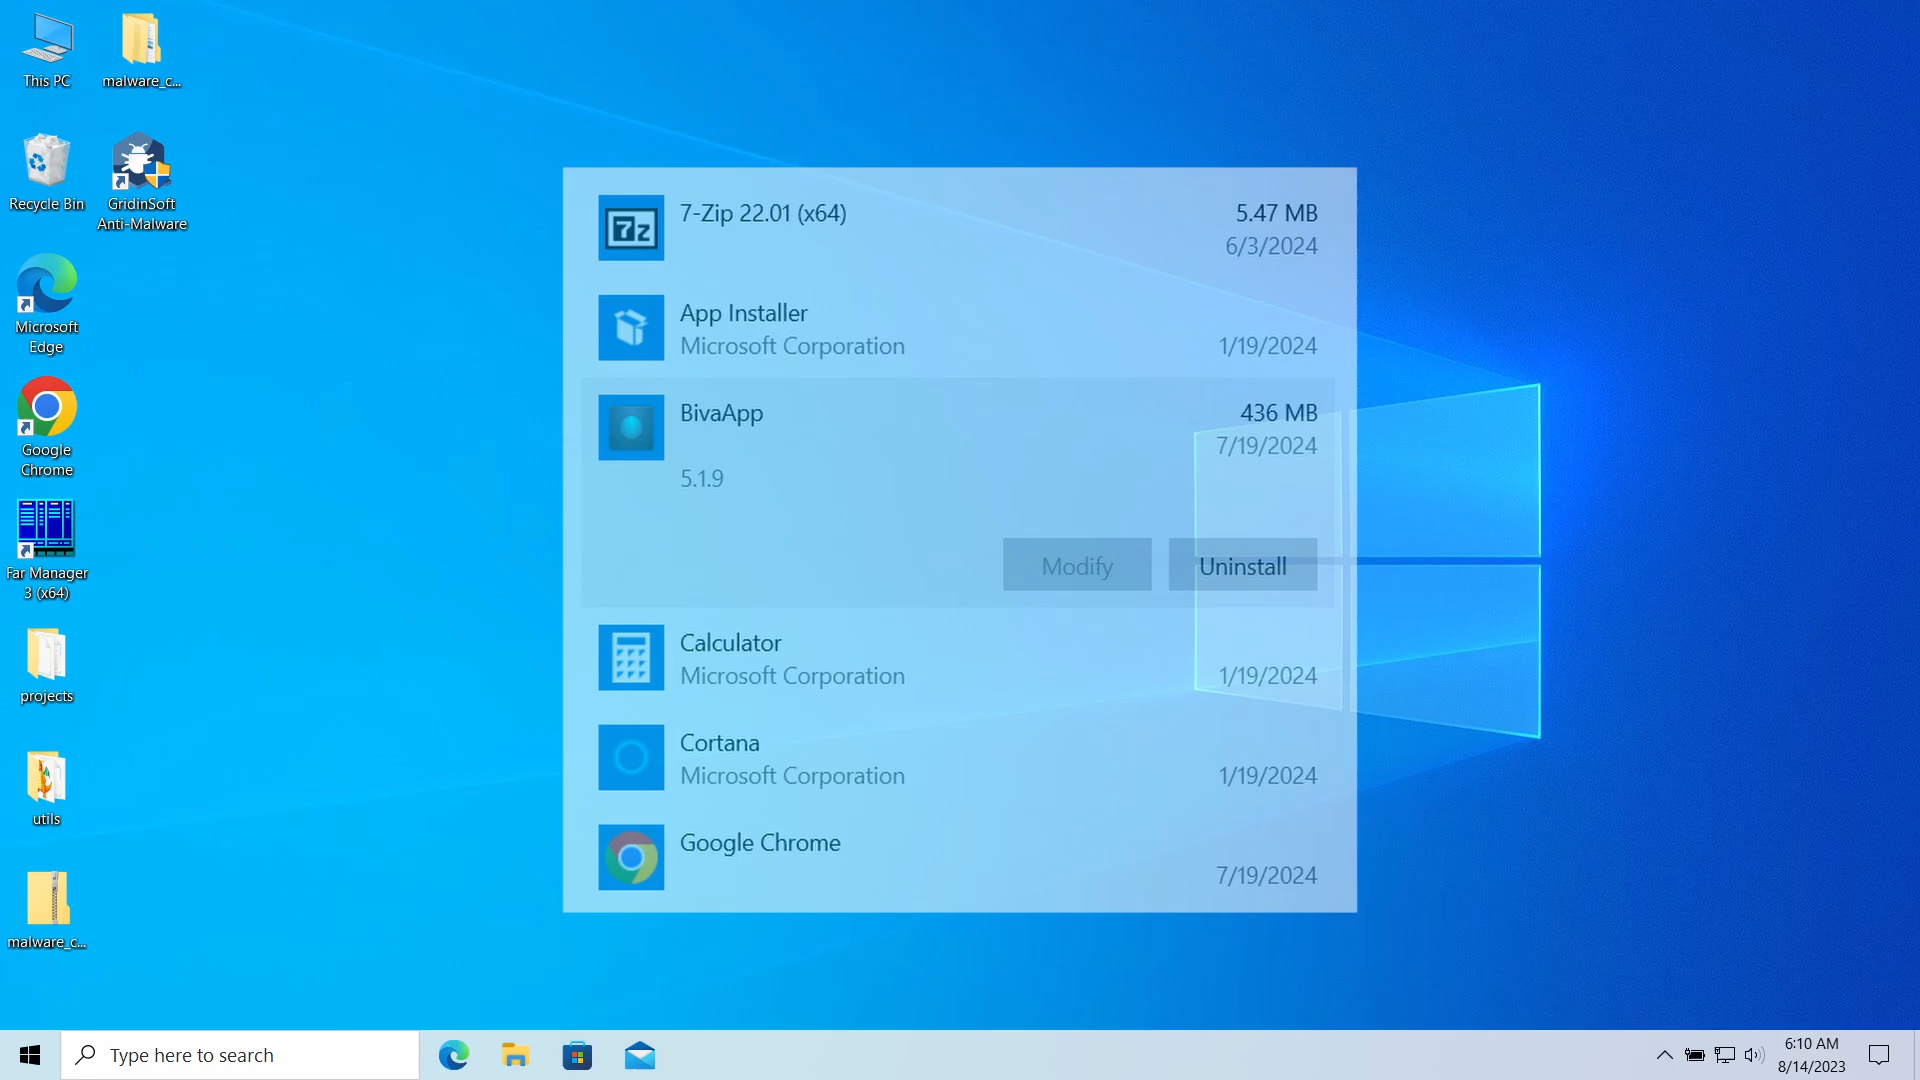 This PC
malware_c...
Recycle Bin
GridinSoft
Anti-Malware
Microsoft
Edge
Google
Chrome
Far Manager
3 (x64)
projects
utils
malware_c...
7-Zip 22.01 (x64)
5.47 MB
6/3/2024
App Installer
Microsoft Corporation
1/19/2024
BivaApp
436 MB
7/19/2024
5.1.9
Modify
Uninstall
Calculator
Microsoft Corporation
1/19/2024
Cortana
Microsoft Corporation
1/19/2024
Google Chrome
7/19/2024
Type here to search
6:10 AM
8/14/2023